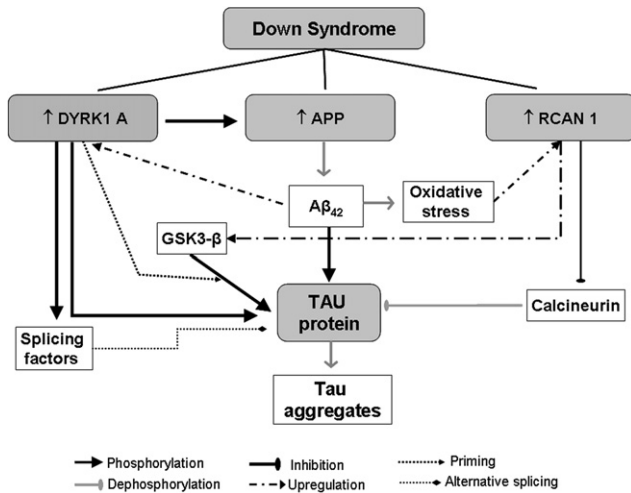 Down Syndrome
↑ DYRK1 A
↑ APP
↑ RCAN 1
Aβ42
Oxidative
stress
GSK3-β
TAU
protein
Calcineurin
Splicing
factors
Tau
aggregates
Phosphorylation
Inhibition
Priming
Dephosphorylation
Upregulation
Alternative splicing